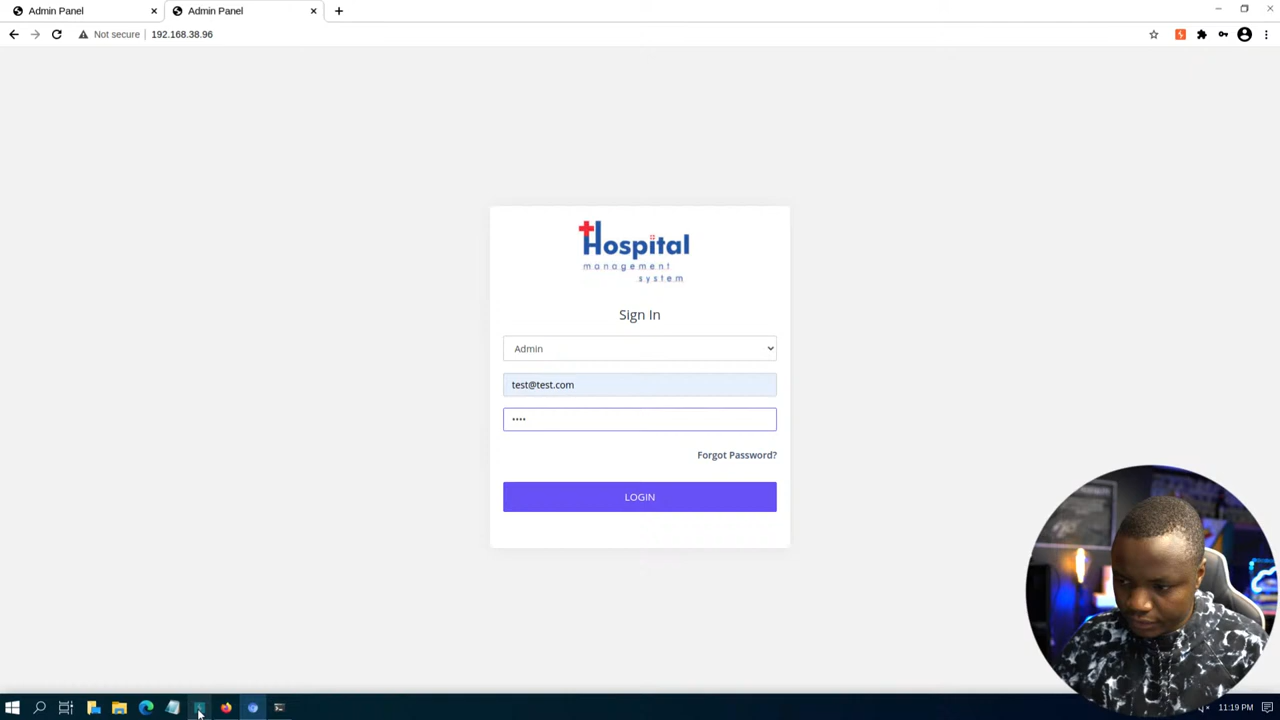 Admin Panel
Admin Panel
Not secure
192.168.38.96
Hospital
management
system
Sign In
Admin
test@test.com
••••
Forgot Password?
LOGIN
11:19 PM